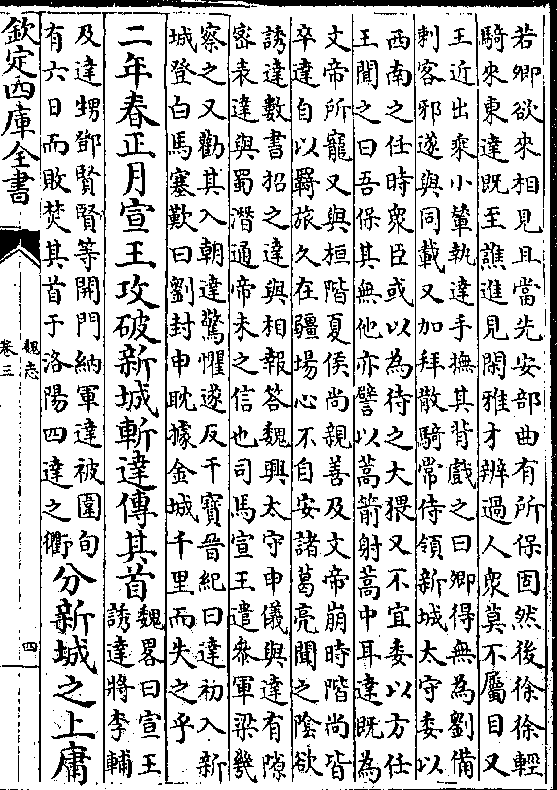 若卿欲來相見且當先安部曲有所保固然後徐徐輕
騎來東達既至譙進見閑雅才辨過人衆莫不屬目又
王近出乘小輦執達手撫其背戲之曰卿得無為劉備
刺客邪遂與同載又加拜散騎常侍領新城太守委以
西南之任時衆臣或以為待之大猥又不宜委以方任
王聞之曰吾保其無他亦譬以蒿箭射蒿中耳達既為
文帝所寵又與桓階夏侯尚親善及文帝崩時階尚皆
卒達自以羇旅久在疆場心不自安諸葛亮聞之陰欲
誘達數書招之達與相報答魏興太守申儀與達有隙
宻表達與蜀潛通帝未之信也司馬宣王遣參軍梁幾
察之又勸其入朝達驚懼遂反干寳晉紀曰達初入新
城登白馬塞歎曰劉封申耽據金城千里而失之乎
二年春正月宣王攻破新城斬達傳其首
魏畧曰宣王
誘達將李輔
及達甥鄧賢賢等開門納軍達被圍旬
有六日而敗焚其首于洛陽四達之衢
分新城之上庸
欽定四庫全書
魏志
卷三
四